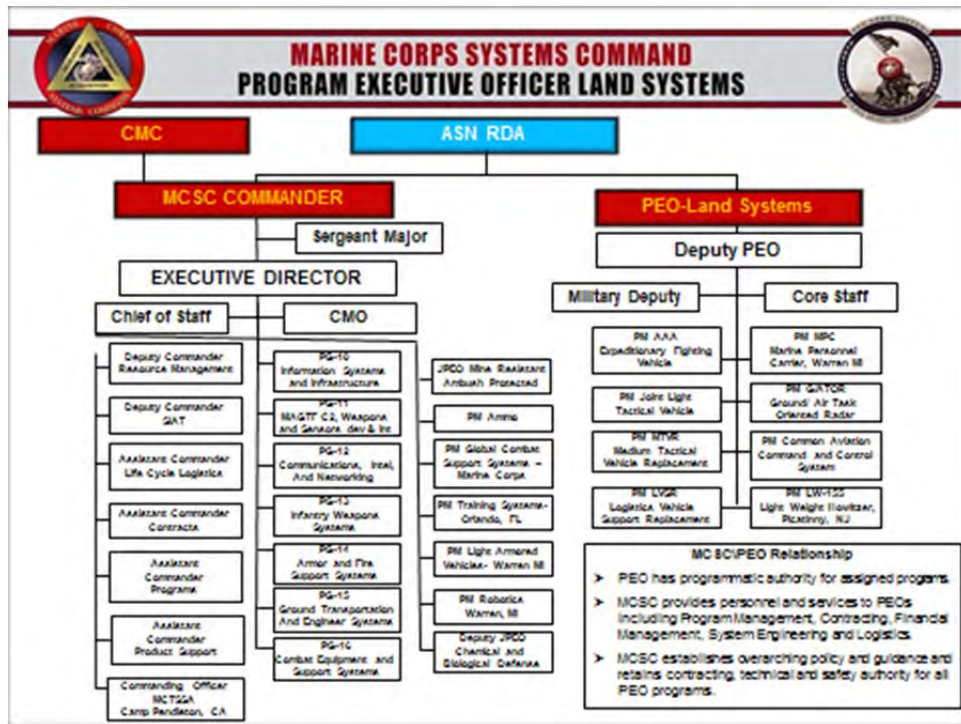 MARINE CORPS SYSTEMS COMMAND
PROGRAM EXECUTIVE OFFICER LAND SYSTEMS
CMC
ASN RDA
MCSC COMMANDER
PEO-Land Systems
Sergeant Major
Deputy PEO
EXECUTIVE DIRECTOR
Military Deputy
Core Staff
Chief of Staff
CMO
Deputy Commander
Resource Management
Deputy Commander
SIAT
Assistant Commander
Life Cycle Logistics
Assistant Commander
Contracts
Assistant
Commander
Programs
Assistant
Commander
Product Support
Commanding Officer
MCTSSA
Camp Pendleton, CA
PG-10
Information Systems
and Infrastructure
PG-11
MAGTF C2, Weapons
and Sensors dev & Int
PG-12
Communications, Intel,
And Networking
PG-13
Infantry Weapons
Systems
PG-14
Armor and Fire
Support Systems
PG-15
Ground Transportation
And Engineer Systems
PG-16
Combat Equipment and
Support Systems
JPEO Mine Resistant
Ambush Protected
PM Ammo
PM Global Combat
Support Systems –
Marine Corps
PM Training Systems-
Orlando, FL
PM Light Armored
Vehicles- Warren MI
PM Robotics
Warren, MI
Deputy JPEO
Chemical and
Biological Defense
PM AAA
Expeditionary Fighting
Vehicle
PM Joint Light
Tactical Vehicle
PM MTVR
Medium Tactical
Vehicle Replacement
PM LVSR
Logistics Vehicle
Support Replacement
PM MPC
Marine Personnel
Carrier, Warren MI
PM G/ATOR
Ground/ Air Task
Oriented Radar
PM Common Aviation
Command and Control
System
PM LW-155
Light Weight Howitzer,
Picatinny, NJ
MCSC\PEO Relationship
➢ PEO has programmatic authority for assigned programs.
➢ MCSC provides personnel and services to PEOs
including Program Management, Contracting, Financial
Management, System Engineering and Logistics.
➢ MCSC establishes overarching policy and guidance and
retains contracting, technical and safety authority for all
PEO programs.